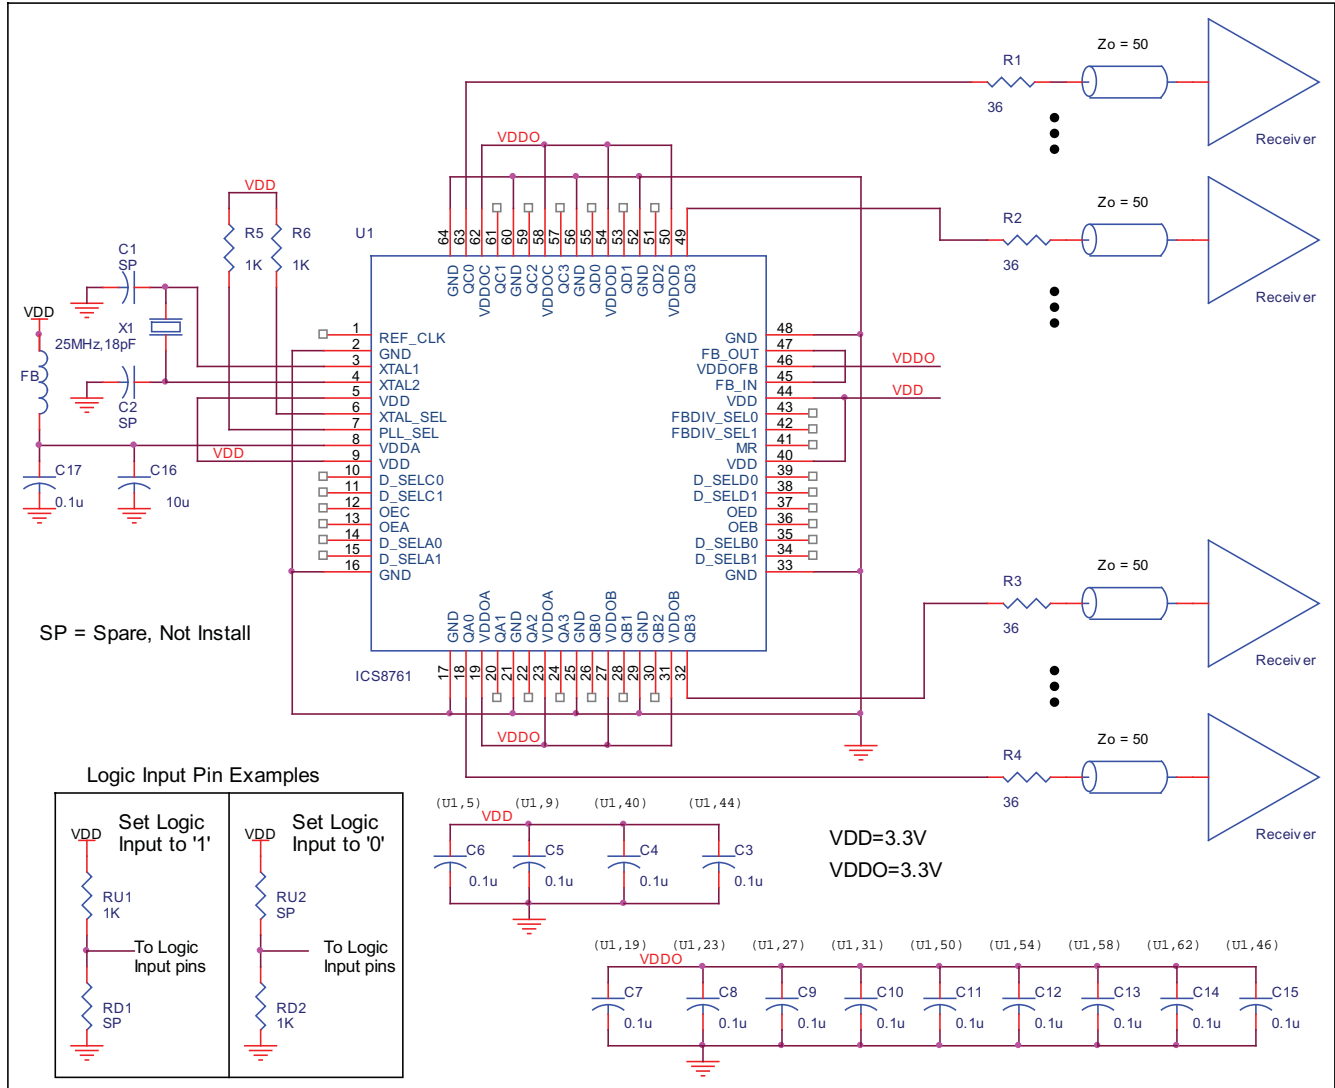 Zo = 50
R1
36
Receiver
Zo = 50
R2
36
Receiver
VDDO
VDD
R5
1K
R6
1K
U1
C1
SP
VDD
X1
25MHz,18pF
FB
C2
SP
VDD
C17
0.1u
C16
10u
64 63 62 61 60 59 58 57 56 55 54 53 52 51 50 49
GND QC0 VDDOC QC1 GND QC2 VDDOC QC3 GND QD0 VDDOD QD1 GND QD2 VDDOD QD3
1 REF_CLK
2 GND
3 XTAL1
4 XTAL2
5 VDD
6 XTAL_SEL
7 PLL_SEL
8 VDDA
9 VDD
10 D_SELC0
11 D_SELC1
12 OEC
13 OEA
14 D_SELA0
15 D_SELA1
16 GND
GND 48
FB_OUT 47
VDDOFB 46
FB_IN 45
VDD 44
FBDIV_SEL0 43
FBDIV_SEL1 42
MR 41
VDD 40
D_SELD0 39
D_SELD1 38
OED 37
OEB 36
D_SELB0 35
D_SELB1 34
GND 33
VDDO
VDD
GND QA0 VDDOA QA1 GND QA2 VDDOA QA3 GND QB0 VDDOB QB1 GND QB2 VDDOB QB3
17 18 19 20 21 22 23 24 25 26 27 28 29 30 31 32
ICS8761
VDDO
SP = Spare, Not Install
Zo = 50
R3
36
Receiver
Zo = 50
R4
36
Receiver
Logic Input Pin Examples
VDD
Set Logic
Input to '1'
RU1
1K
To Logic
Input pins
RD1
SP
VDD
Set Logic
Input to '0'
RU2
SP
To Logic
Input pins
RD2
1K
(U1,5) (U1,9) (U1,40) (U1,44)
VDD
C6 C5 C4 C3
0.1u 0.1u 0.1u 0.1u
VDD=3.3V
VDDO=3.3V
(U1,19) (U1,23) (U1,27) (U1,31) (U1,50) (U1,54) (U1,58) (U1,62) (U1,46)
VDDO
C7 C8 C9 C10 C11 C12 C13 C14 C15
0.1u 0.1u 0.1u 0.1u 0.1u 0.1u 0.1u 0.1u 0.1u